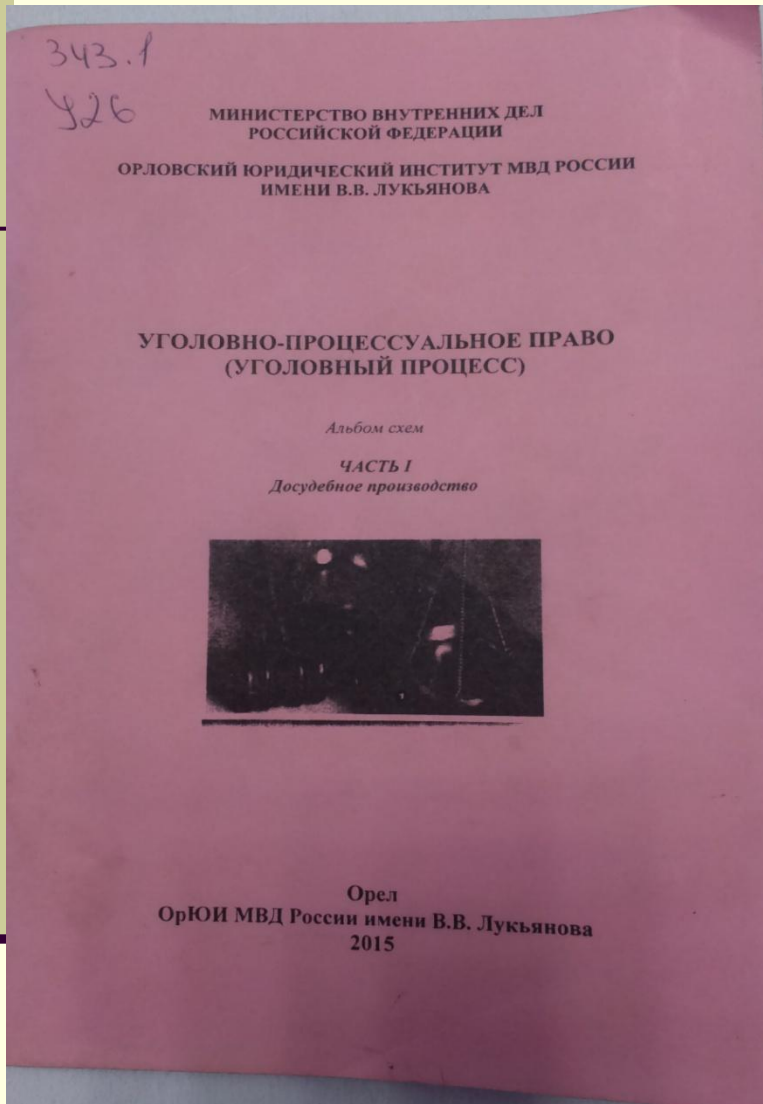 343.1
У26
МИНИСТЕРСТВО ВНУТРЕННИХ ДЕЛ
РОССИЙСКОЙ ФЕДЕРАЦИИ
ОРЛОВСКИЙ ЮРИДИЧЕСКИЙ ИНСТИТУТ МВД РОССИИ
ИМЕНИ В.В. ЛУКЬЯНОВА
УГОЛОВНО-ПРОЦЕССУАЛЬНОЕ ПРАВО
(УГОЛОВНЫЙ ПРОЦЕСС)
Альбом схем
ЧАСТЬ I
Досудебное производство
Орел
ОрЮИ МВД России имени В.В. Лукьянова
2015